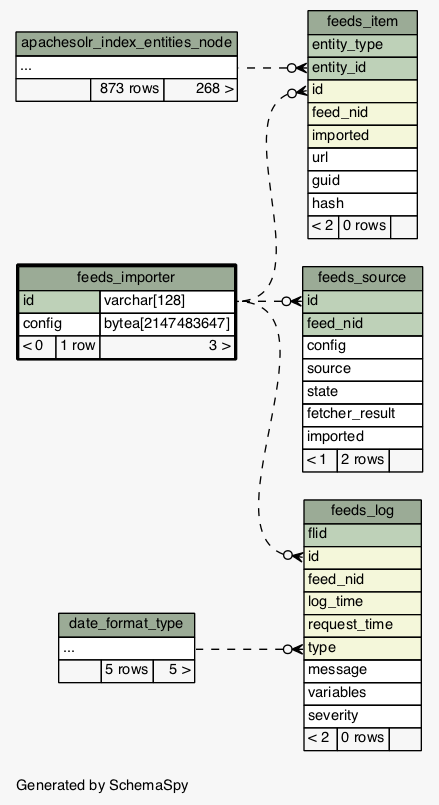 apachesolr_index_entities_node
...
873 rows 268 >
feeds_item
entity_type
entity_id
id
feed_nid
imported
url
guid
hash
< 2 0 rows
feeds_importer
id varchar[128]
config bytea[2147483647]
< 0 1 row 3 >
feeds_source
id
feed_nid
config
source
state
fetcher_result
imported
< 1 2 rows
feeds_log
flid
id
feed_nid
log_time
request_time
type
message
variables
severity
< 2 0 rows
date_format_type
...
5 rows 5 >
Generated by SchemaSpy